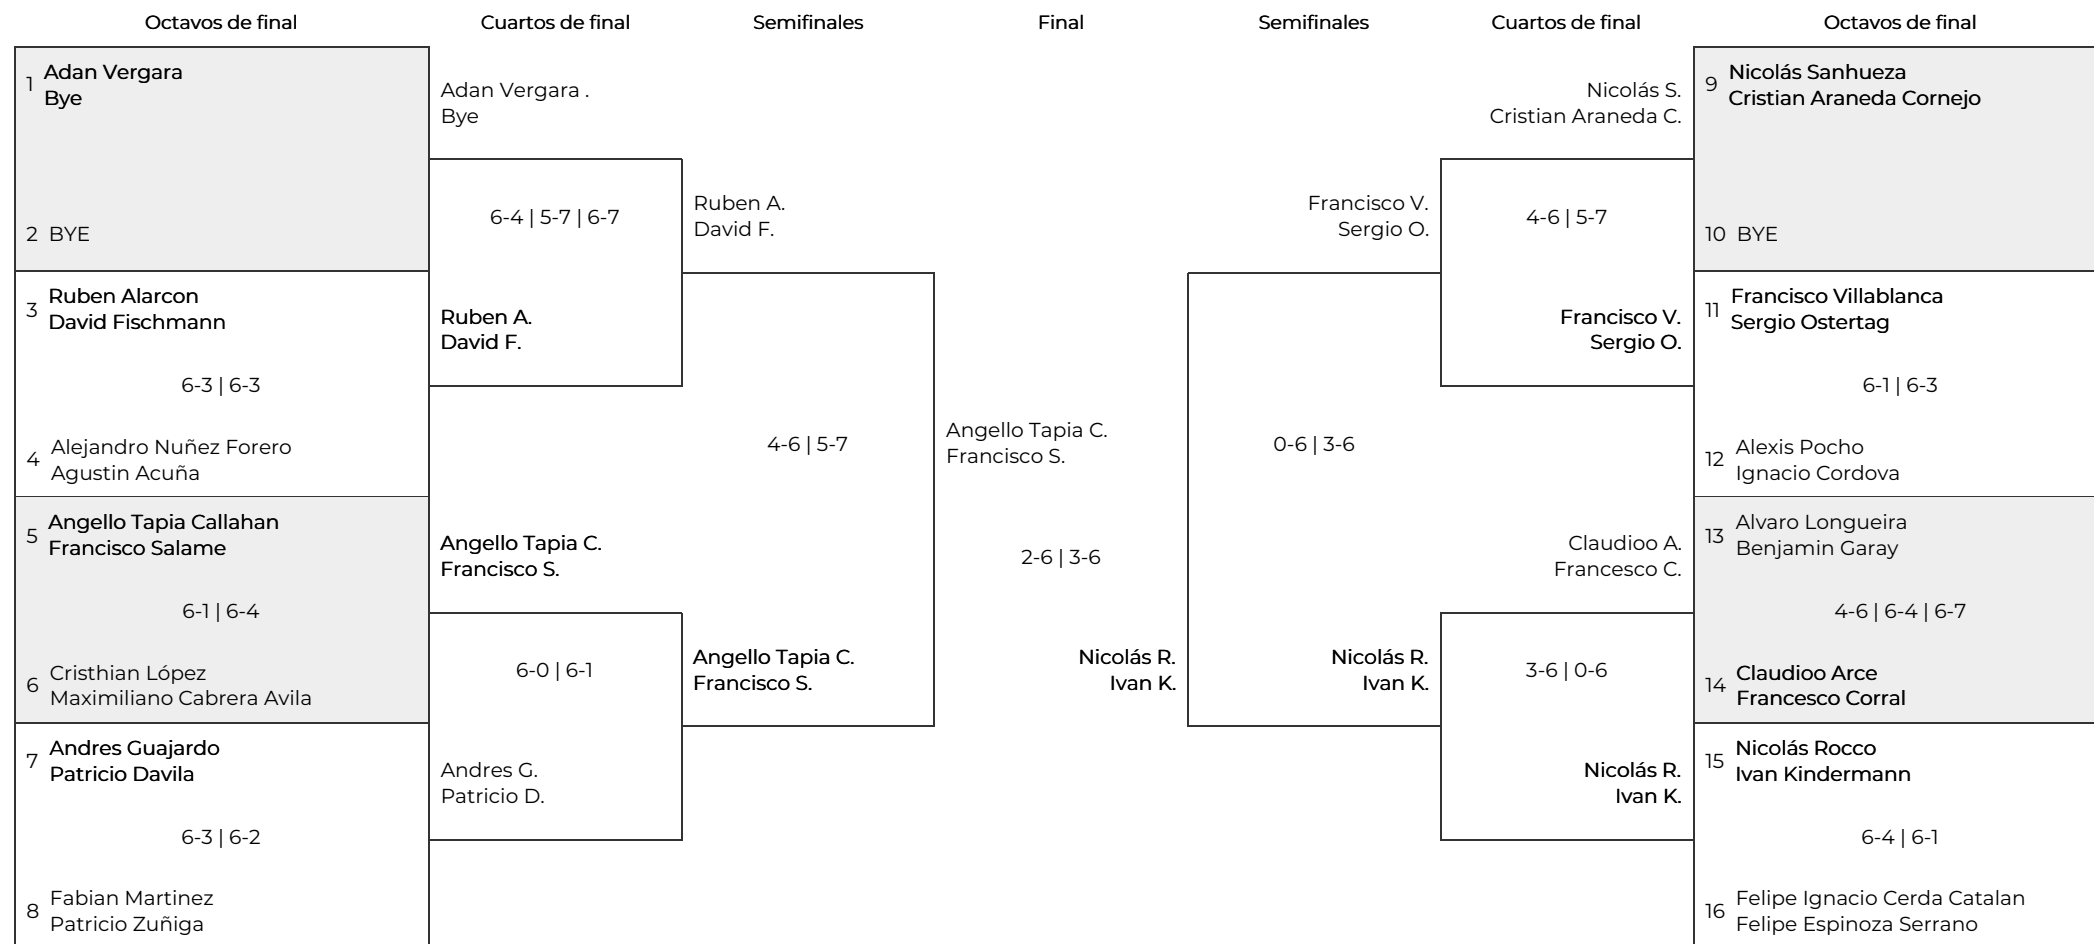 Octavos de final
Cuartos de final
Semifinales
Final
Semifinales
Cuartos de final
Octavos de final
1
Adan Vergara
Bye
2 BYE
3
Ruben Alarcon
David Fischmann
6-3 | 6-3
4
Alejandro Nuñez Forero
Agustin Acuña
5
Angello Tapia Callahan
Francisco Salame
6-1 | 6-4
6
Cristhian López
Maximiliano Cabrera Avila
7
Andres Guajardo
Patricio Davila
6-3 | 6-2
8
Fabian Martinez
Patricio Zuñiga
Adan Vergara .
Bye
6-4 | 5-7 | 6-7
Ruben A.
David F.
Angello Tapia C.
Francisco S.
6-0 | 6-1
Andres G.
Patricio D.
Ruben A.
David F.
4-6 | 5-7
Angello Tapia C.
Francisco S.
Angello Tapia C.
Francisco S.
2-6 | 3-6
Nicolás R.
Ivan K.
Francisco V.
Sergio O.
0-6 | 3-6
Nicolás R.
Ivan K.
Nicolás S.
Cristian Araneda C.
4-6 | 5-7
Francisco V.
Sergio O.
Claudioo A.
Francesco C.
3-6 | 0-6
Nicolás R.
Ivan K.
9
Nicolás Sanhueza
Cristian Araneda Cornejo
10 BYE
11
Francisco Villablanca
Sergio Ostertag
6-1 | 6-3
12
Alexis Pocho
Ignacio Cordova
13
Alvaro Longueira
Benjamin Garay
4-6 | 6-4 | 6-7
14
Claudioo Arce
Francesco Corral
15
Nicolás Rocco
Ivan Kindermann
6-4 | 6-1
16
Felipe Ignacio Cerda Catalan
Felipe Espinoza Serrano